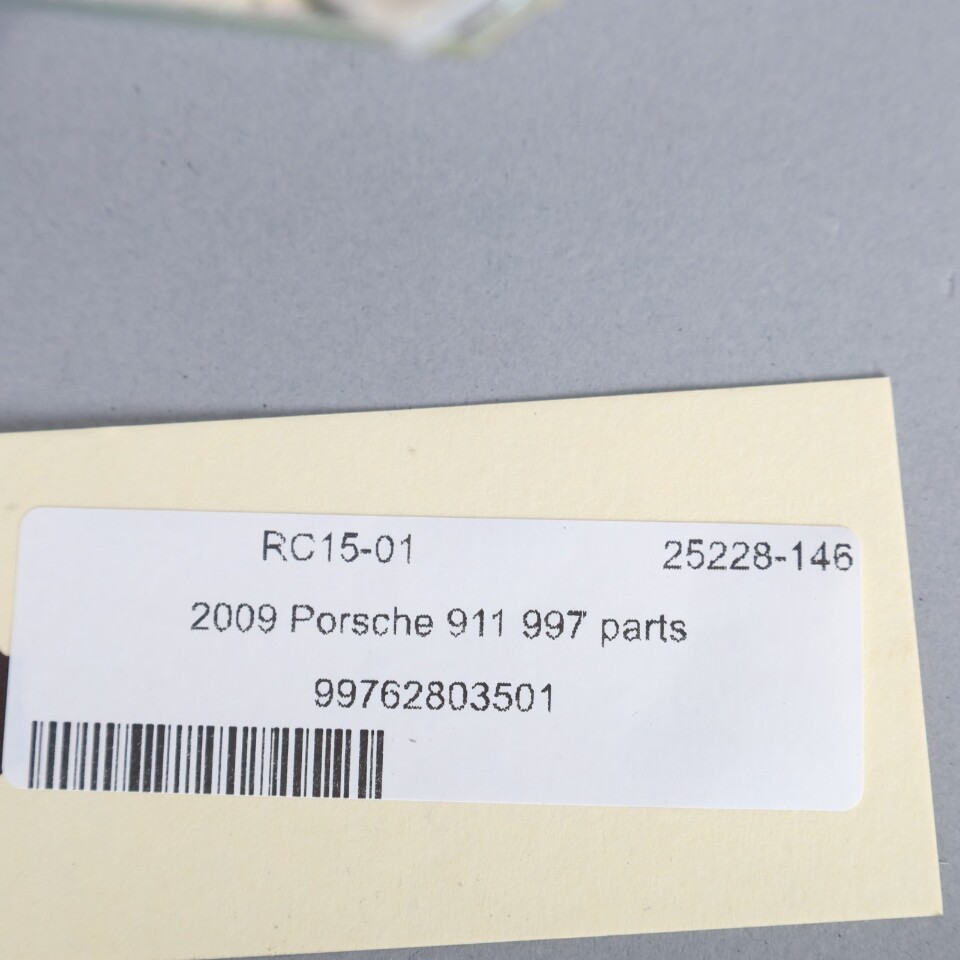 RC15-01 25228-146
2009 Porsche 911 997 parts
99762803501